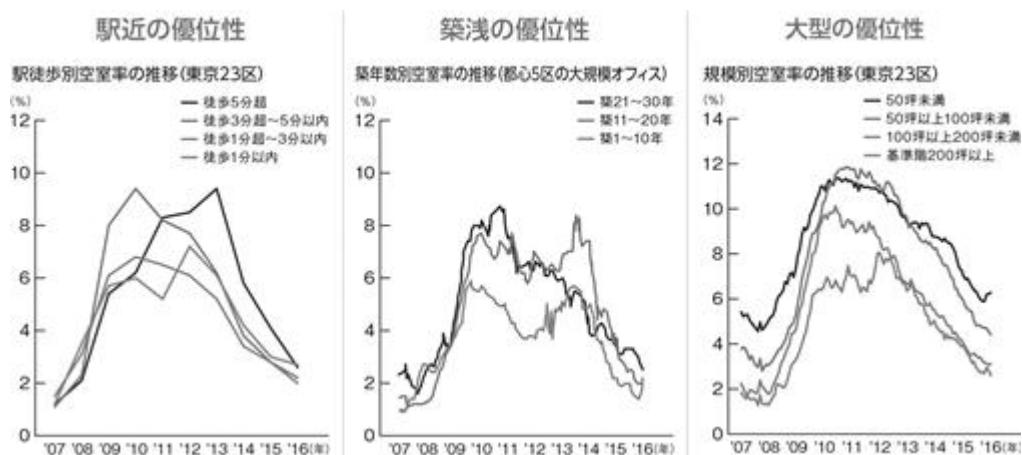 駅近の優位性
駅徒歩別空室率の推移(東京23区)
(%)
徒歩5分超
徒歩3分超~5分以内
徒歩1分超~3分以内
徒歩1分以内
12
10
8
6
4
2
0
'07 '08 '09 '10 '11 '12 '13 '14 '15 '16(年)
築浅の優位性
築年数別空室率の推移(都心5区の大規模オフィス)
(%)
築21~30年
築11~20年
築1~10年
12
10
8
6
4
2
0
'07 '08 '09 '10 '11 '12 '13 '14 '15 '16(年)
大型の優位性
規模別空室率の推移(東京23区)
(%)
50坪未満
50坪以上100坪未満
100坪以上200坪未満
基準階200坪以上
14
12
10
8
6
4
2
0
'07 '08 '09 '10 '11 '12 '13 '14 '15 '16(年)